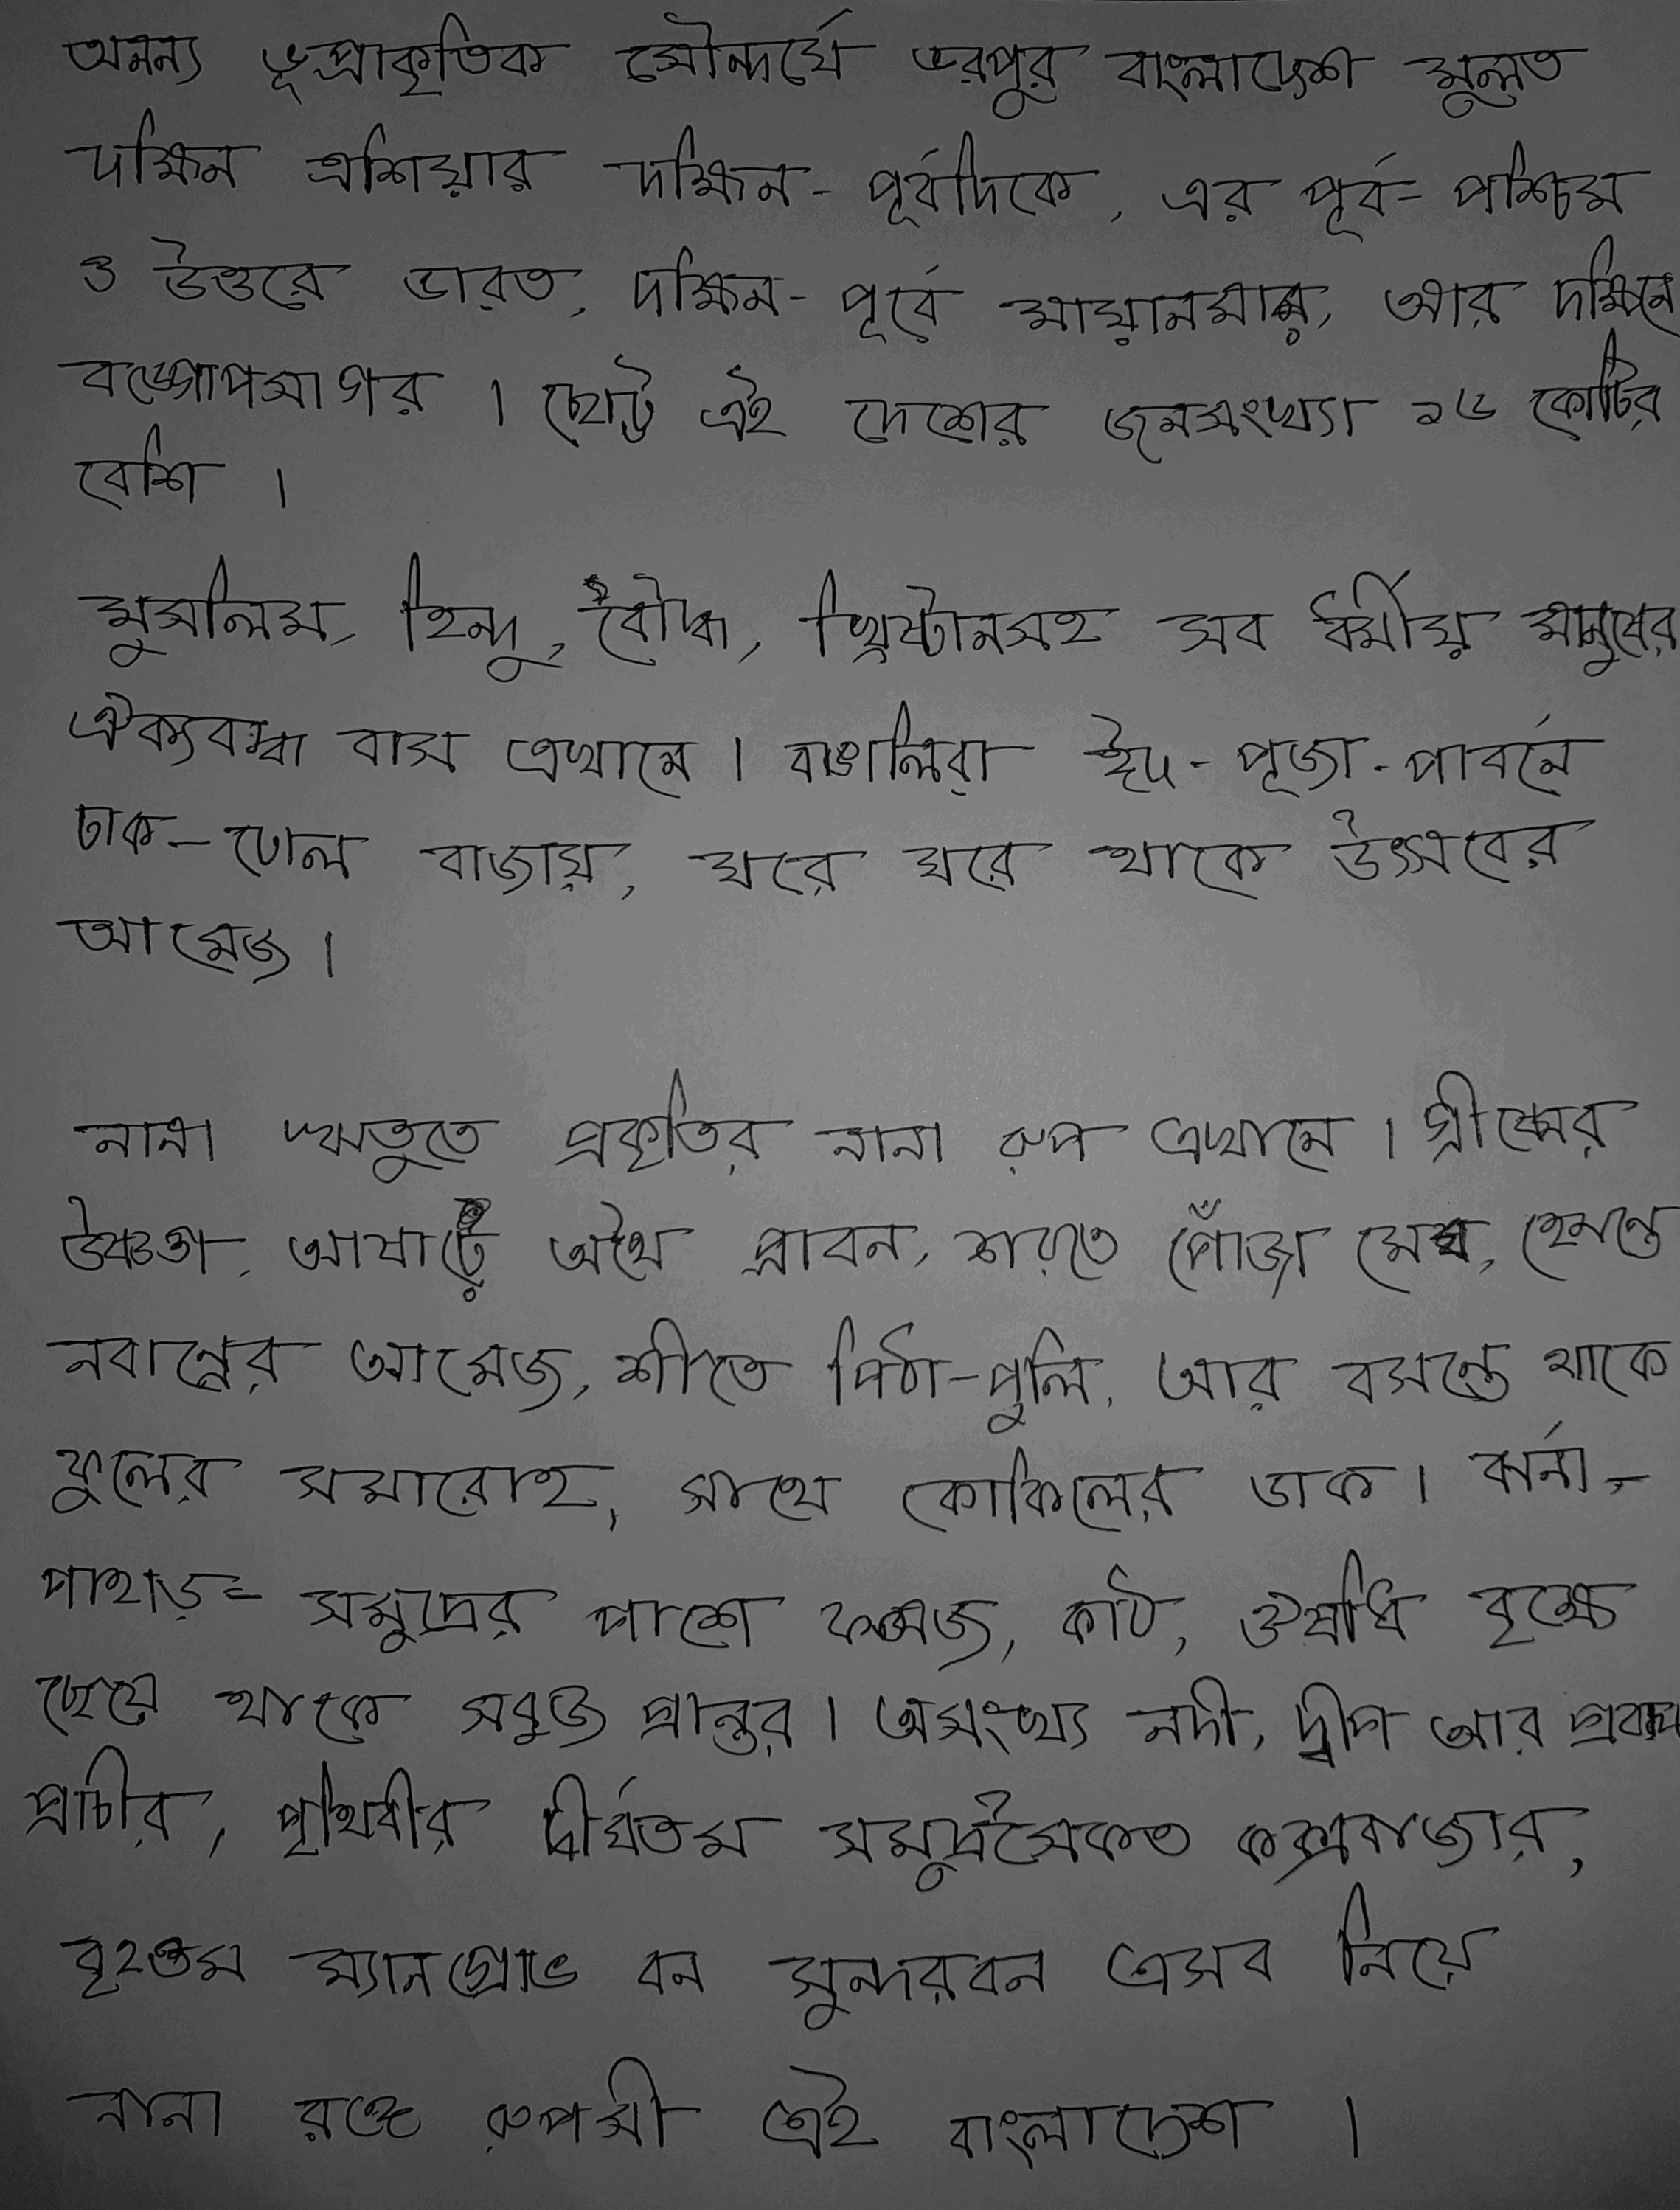 অনন্য ভূপ্রাকৃতিক সৌন্দর্যে ভরপুর বাংলাদেশ মুলত
দক্ষিন এশিয়ার দক্ষিন - পূর্বদিকে, এর পূর্ব - পশ্চিম
ও উত্তরে ভারত, দক্ষিন - পূর্বে মায়ানমার, আর দক্ষিনে
বঙ্গোপসাগর । ছোট্ট এই দেশের জনসংখ্যা ১৬ কোটির
বেশি ।
মুসলিম, হিন্দু, বৌদ্ধ, খ্রিষ্টানসহ সব ধর্মীয় মানুষের
ঐক্যবদ্ধা বাস এখানে । বাঙালিরা ঈদ - পূজা - পাবর্নে
ঢাক - ঢোল বাজায়, ঘরে ঘরে থাকে উৎসবের
আমেজ ।
নানা ঋতুতে প্রকৃতির নানা রুপ এখানে । গ্রীষ্মের
উষ্ণতা, আষাঢ়ে অথৈ প্লাবন, শরতে পেঁজা মেঘ, হেমন্তে
নবান্নের আমেজ, শীতে পিঠা - পুলি, আর বসন্তে থাকে
ফুলের সমারোহ, সাথে কোকিলের ডাক । ঝর্না -
পাহাড় - সমুদ্রের পাশে ফলজ, কাঠ, ঔষধি বৃক্ষে
ছেয়ে থাকে সবুজ প্রান্তর । অসংখ্য নদী, দ্বীপ আর প্রবাল
প্রাচীর, পৃথিবীর দীর্ঘতম সমুদ্রসৈকত কক্সবাজার,
বৃহত্তম ম্যানগ্রোভ বন সুন্দরবন এসব নিয়ে
নানা রঙে রুপসী এই বাংলাদেশ ।